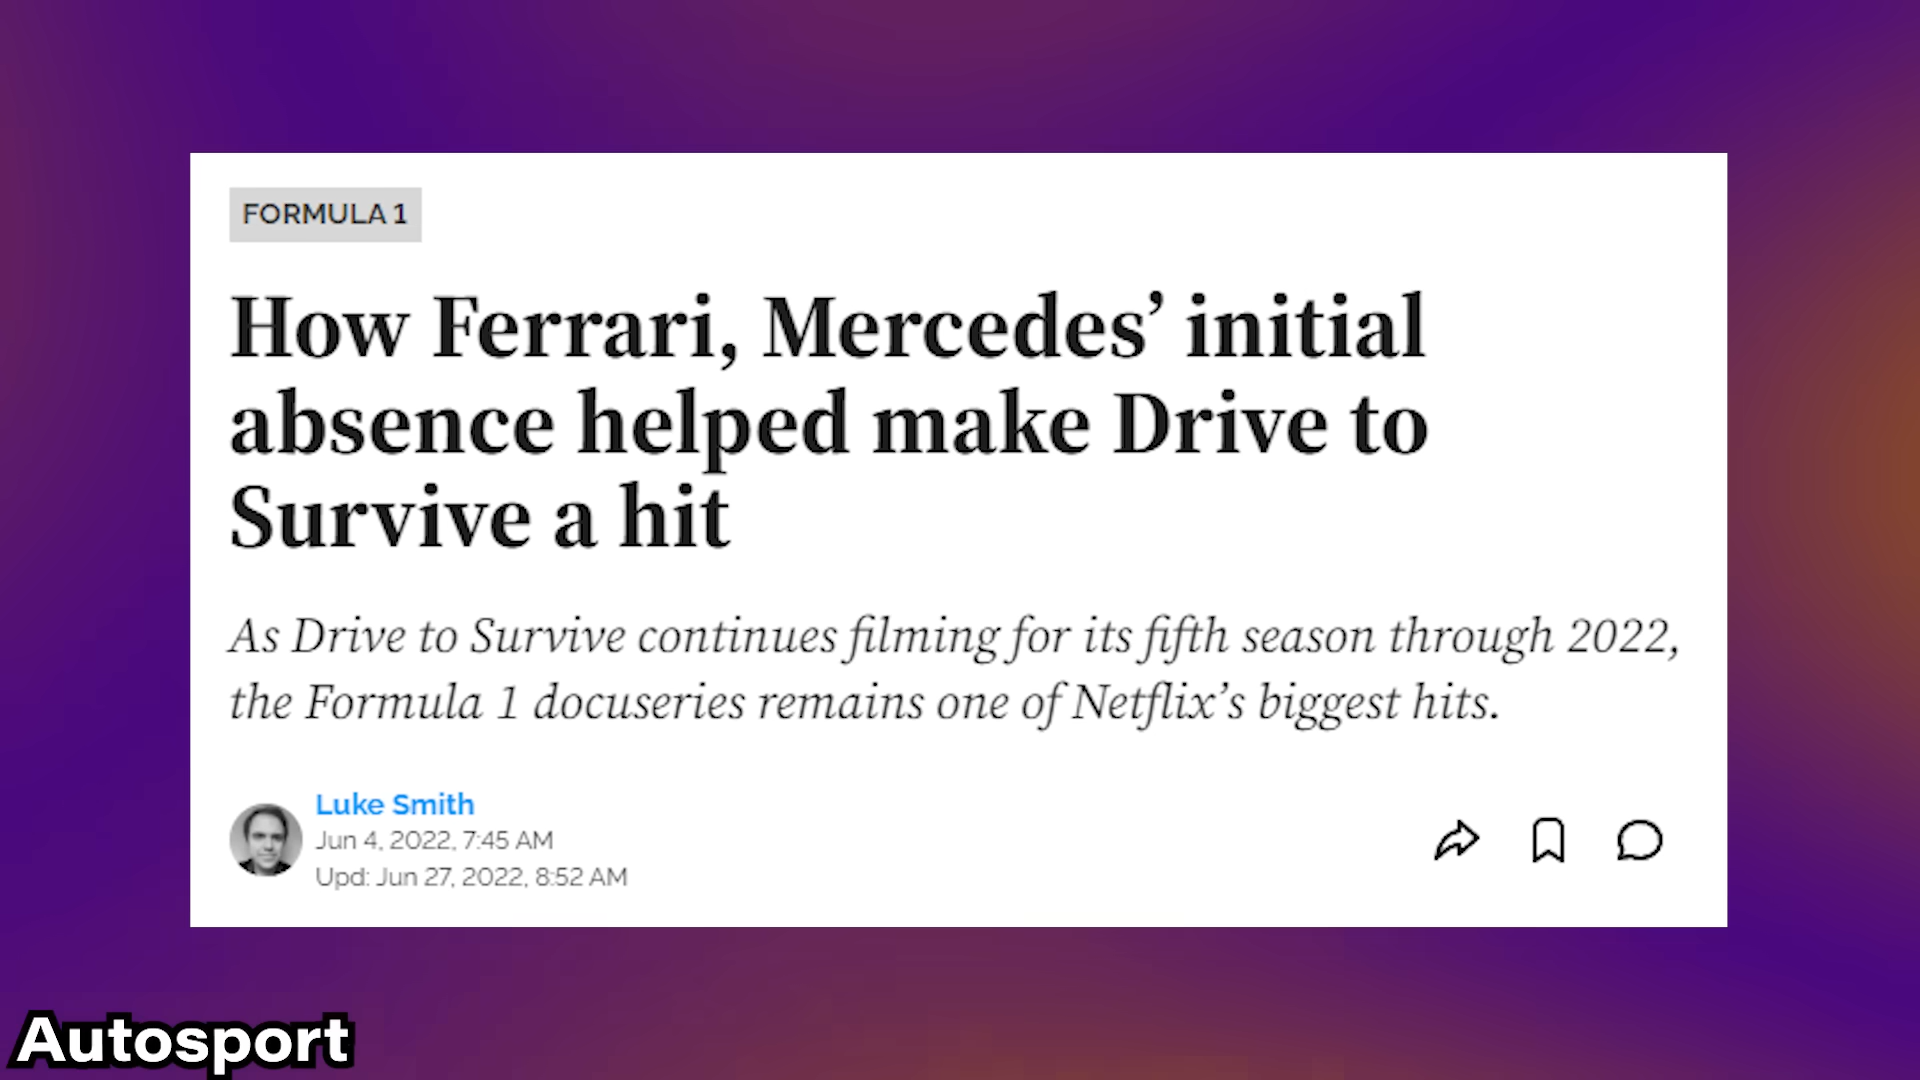 FORMULA 1
How Ferrari, Mercedes’ initial
absence helped make Drive to
Survive a hit
As Drive to Survive continues filming for its fifth season through 2022,
the Formula 1 docuseries remains one of Netflix’s biggest hits.
Luke Smith
Jun 4, 2022, 7:45 AM
Upd: Jun 27, 2022, 8:52 AM
Autosport